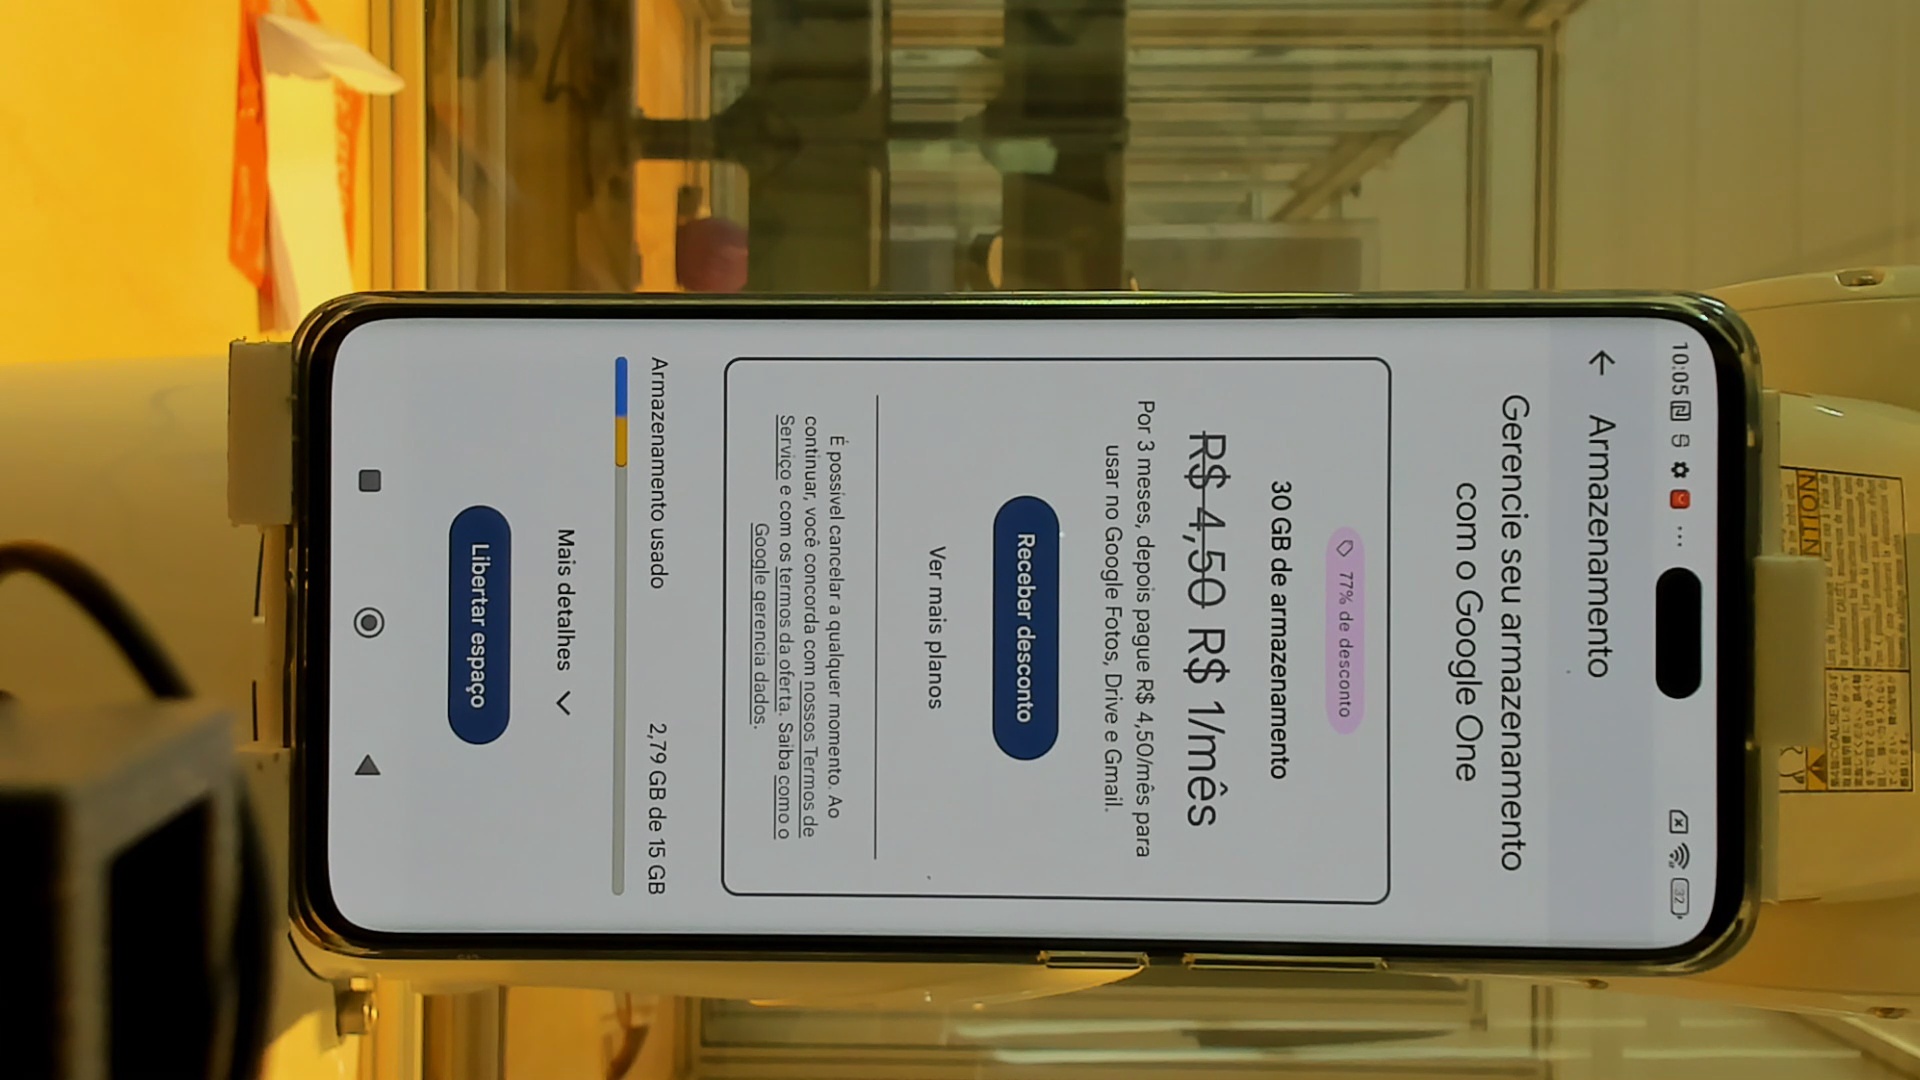 10:05
32
Armazenamento
Gerencie seu armazenamento
com o Google One
77% de desconto
30 GB de armazenamento
R$ 4,50 R$ 1/mês
Por 3 meses, depois pague R$ 4,50/mês para
usar no Google Fotos, Drive e Gmail.
Receber desconto
Ver mais planos
É possível cancelar a qualquer momento. Ao
continuar, você concorda com nossos Termos de
Serviço e com os termos da oferta. Saiba como o
Google gerencia dados.
Armazenamento usado 2,79 GB de 15 GB
Mais detalhes
Libertar espaço